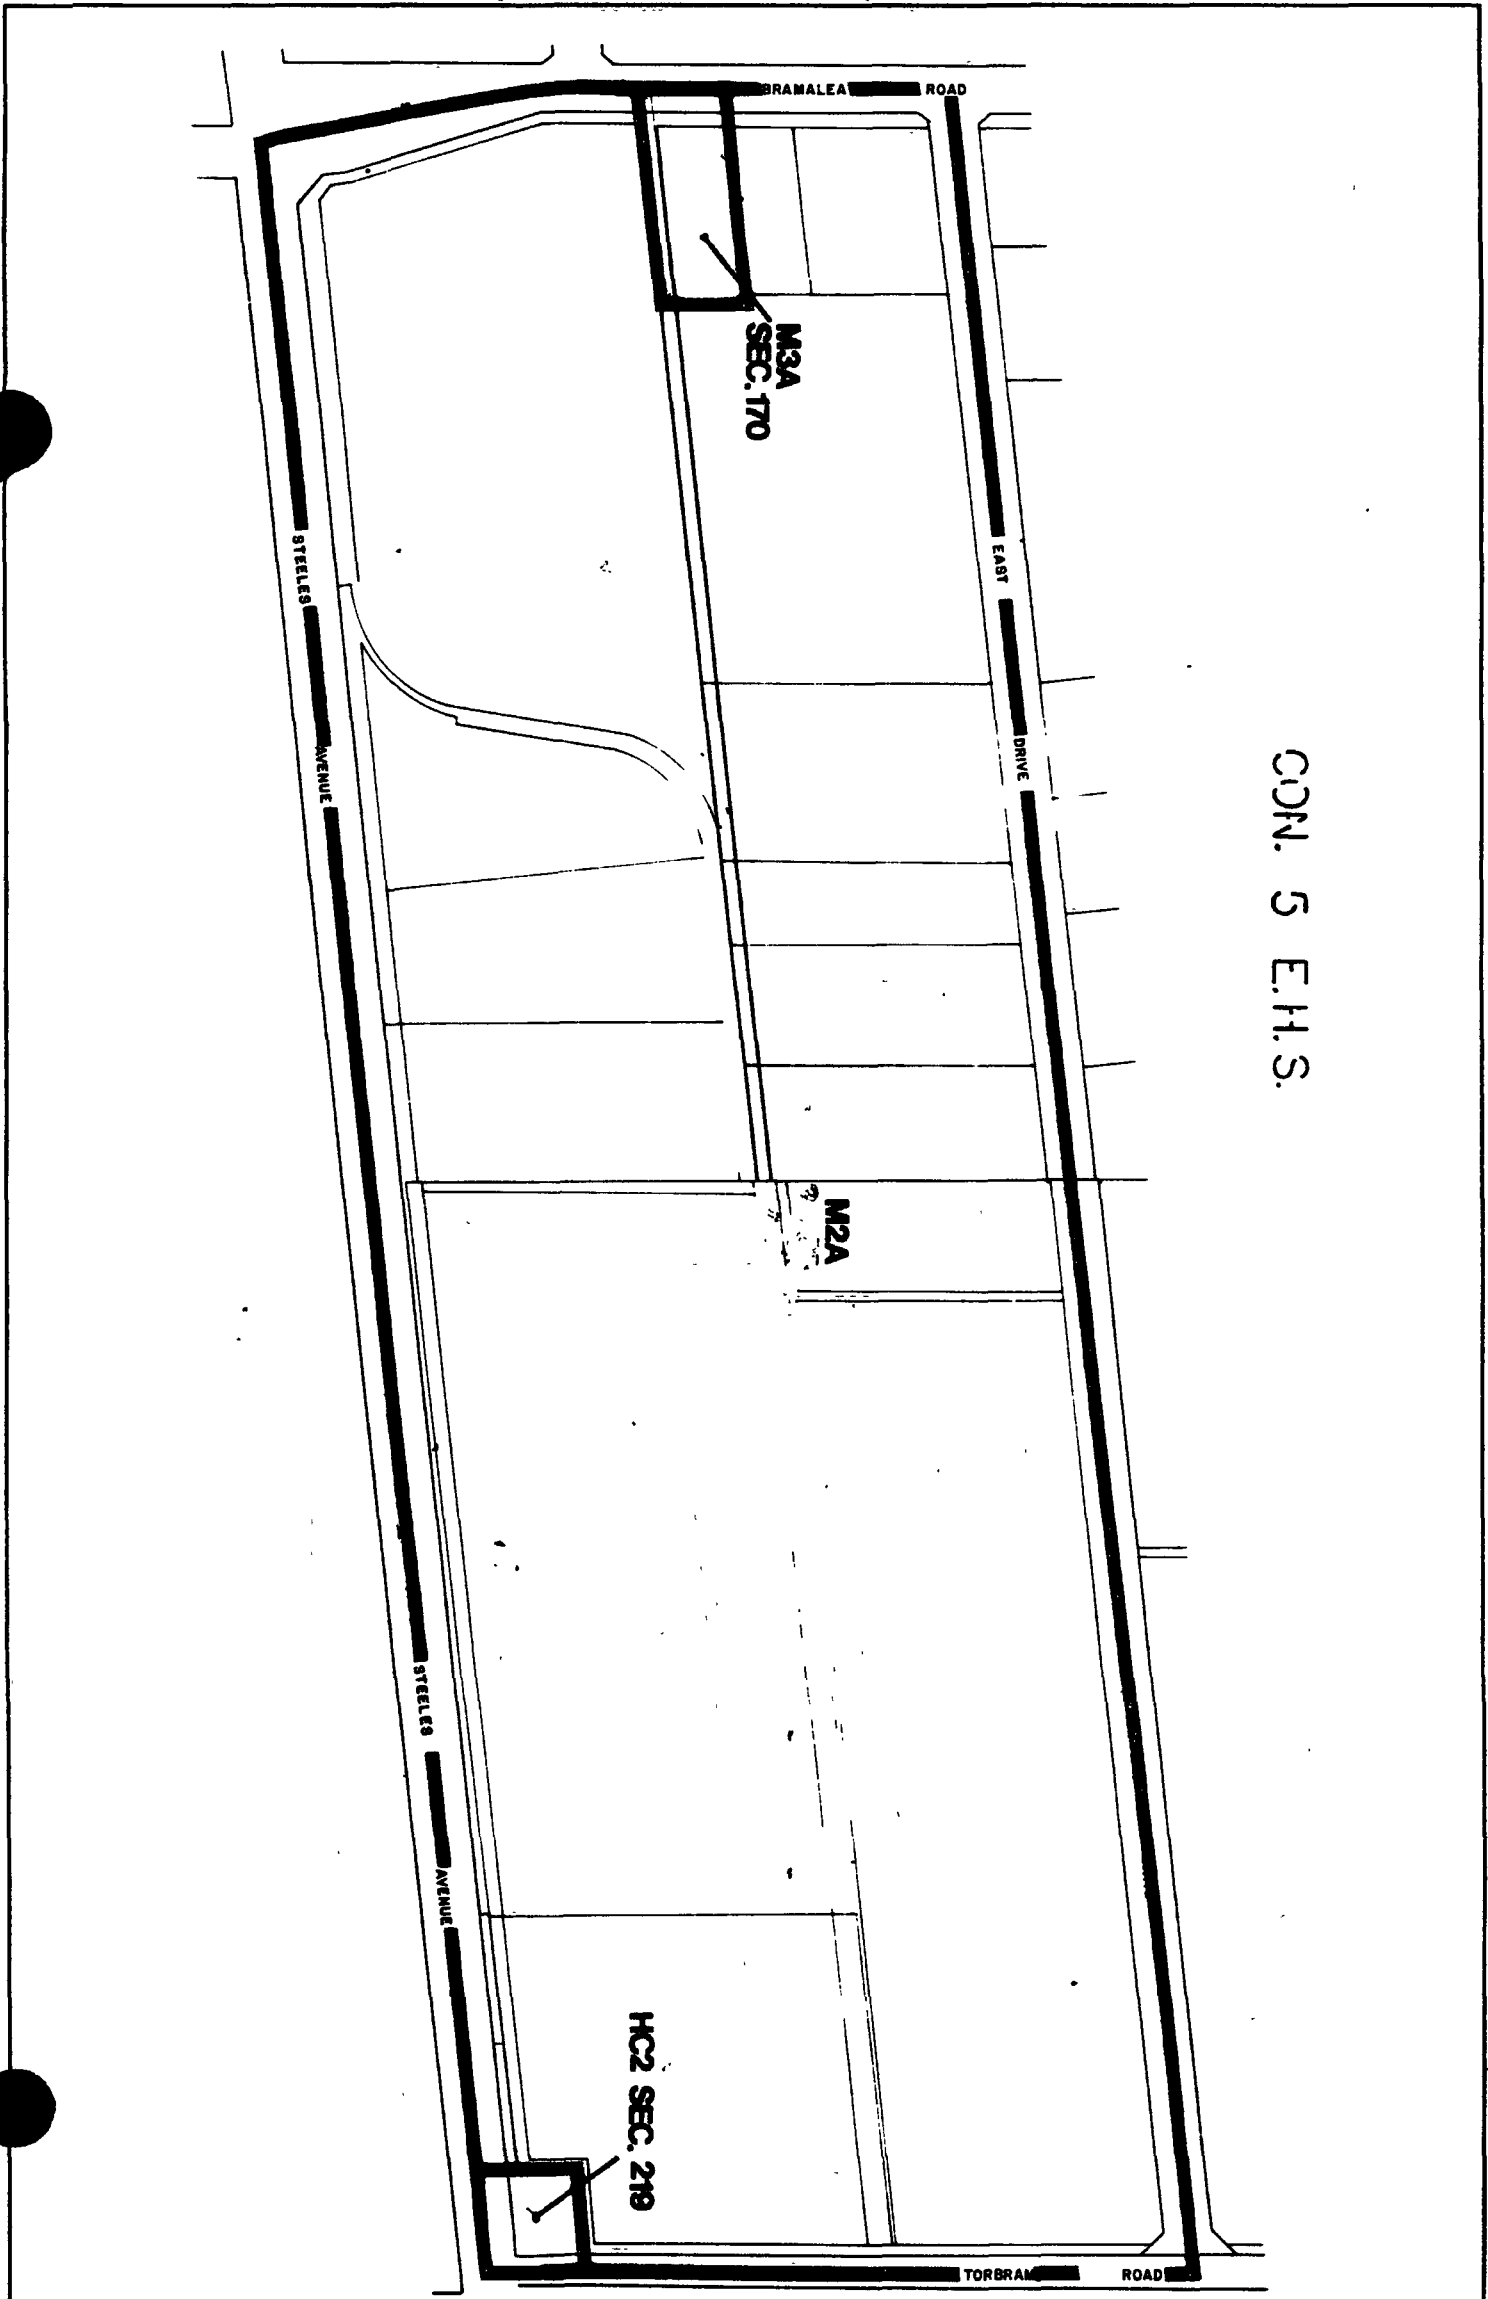 BRAMALEA ROAD
M3A
SEC. 170
EAST DRIVE
STEELES AVENUE
CON. 5 E.H.S.
M2A
STEELES AVENUE
HC2 SEC. 219
TORBRAM ROAD